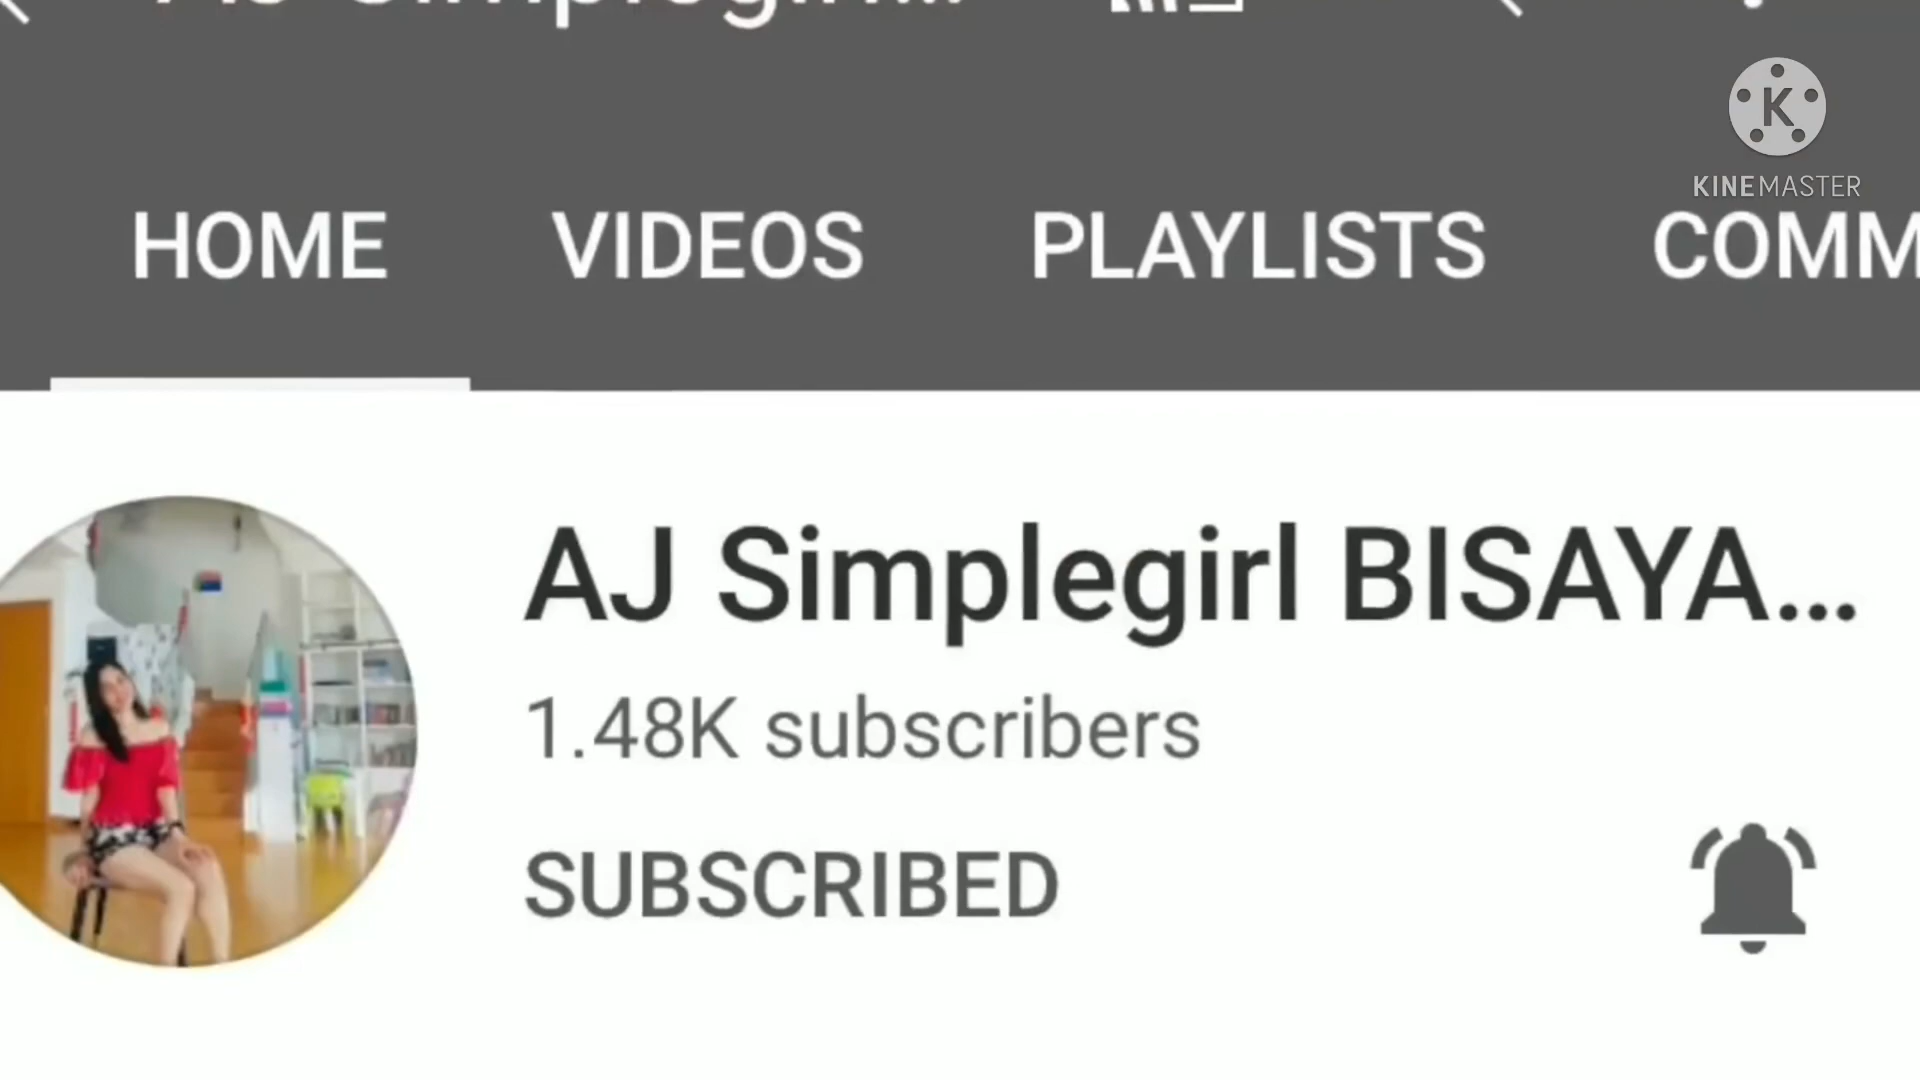 K
KINEMASTER
HOME VIDEOS PLAYLISTS COMM
AJ Simplegirl BISAYA...
1.48K subscribers
SUBSCRIBED